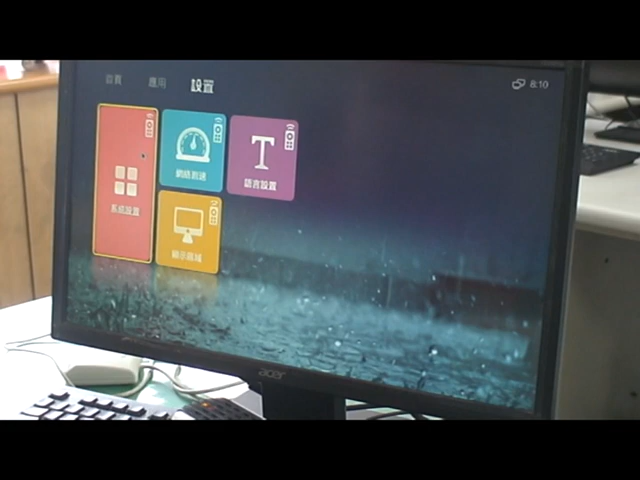 首頁 應用 設置 8:10
系統設置
網絡測速
語言設置
顯示區域
acer